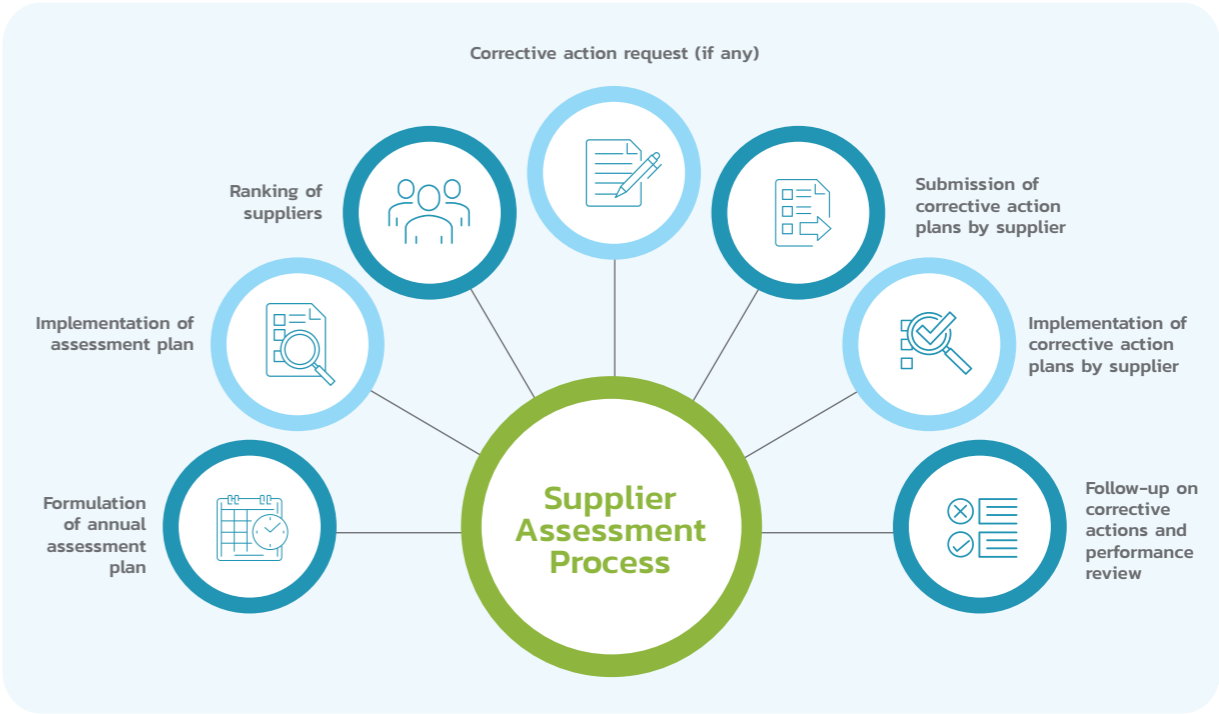 Corrective action request (if any)
Ranking of
suppliers
Submission of
corrective action
plans by supplier
Implementation of
assessment plan
Implementation of
corrective action
plans by supplier
Formulation
of annual
assessment
plan
Supplier
Assessment
Process
Follow-up on
corrective
actions and
performance
review